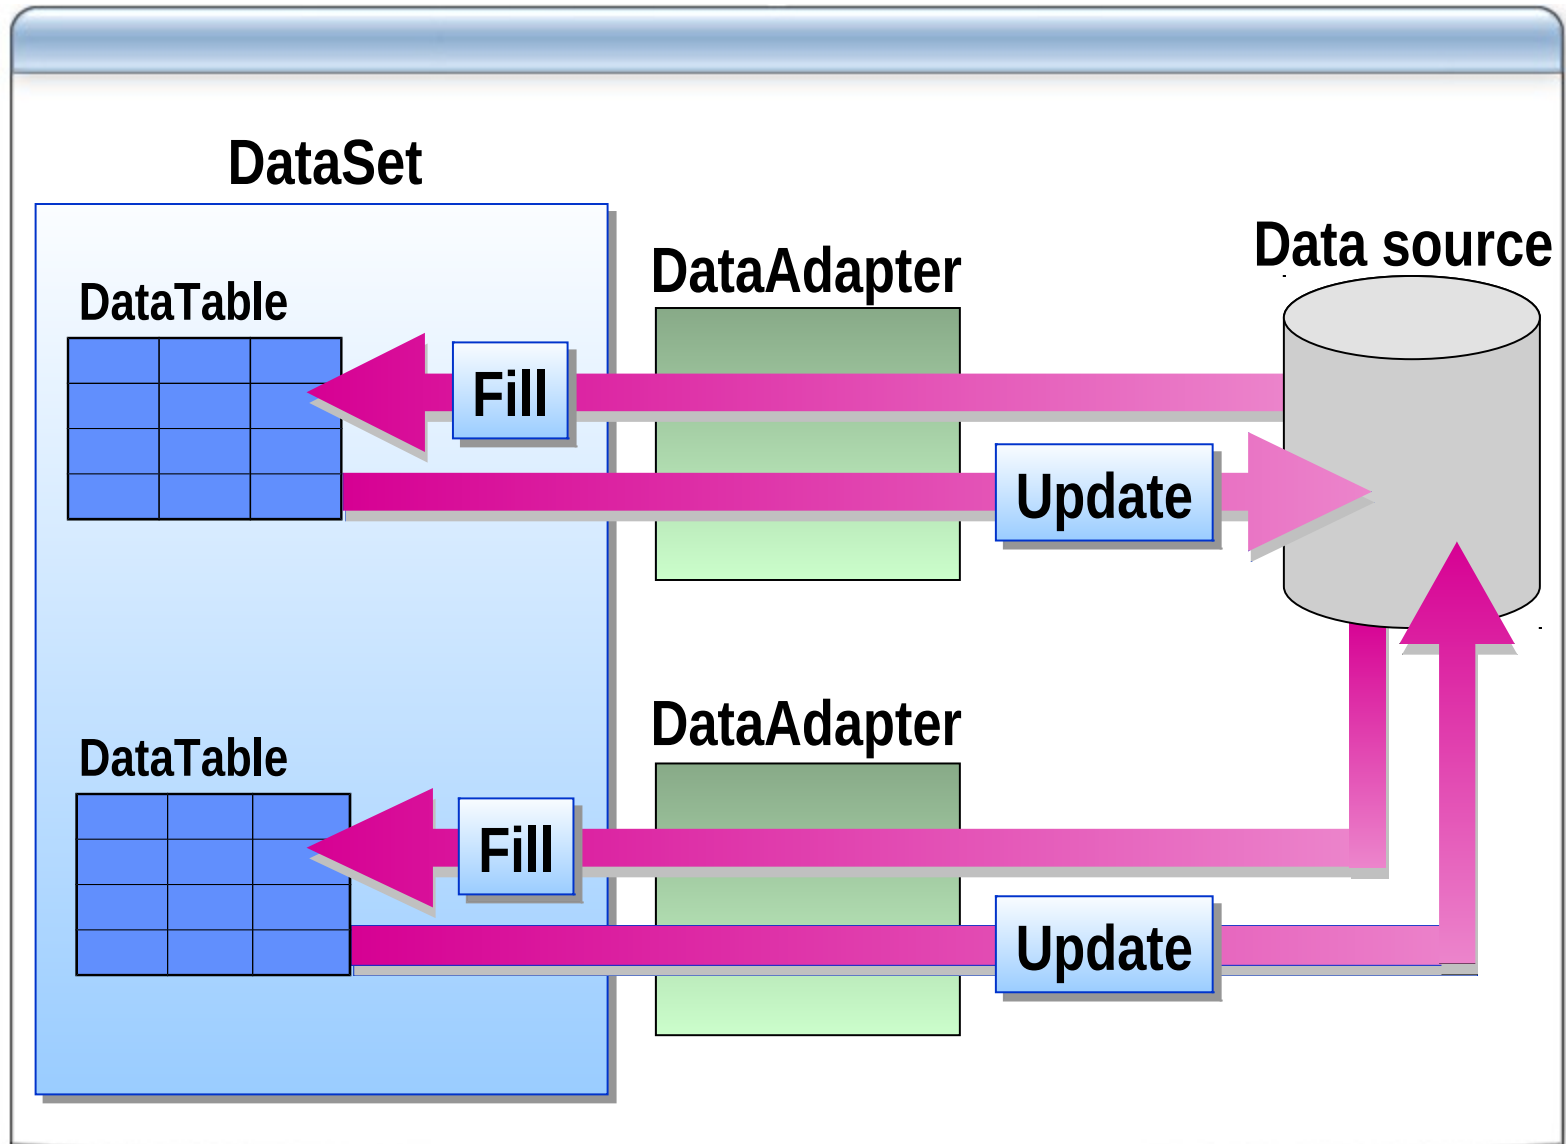 DataSet
Data source
DataAdapter
DataTable
Fill
Update
DataAdapter
DataTable
Fill
Update